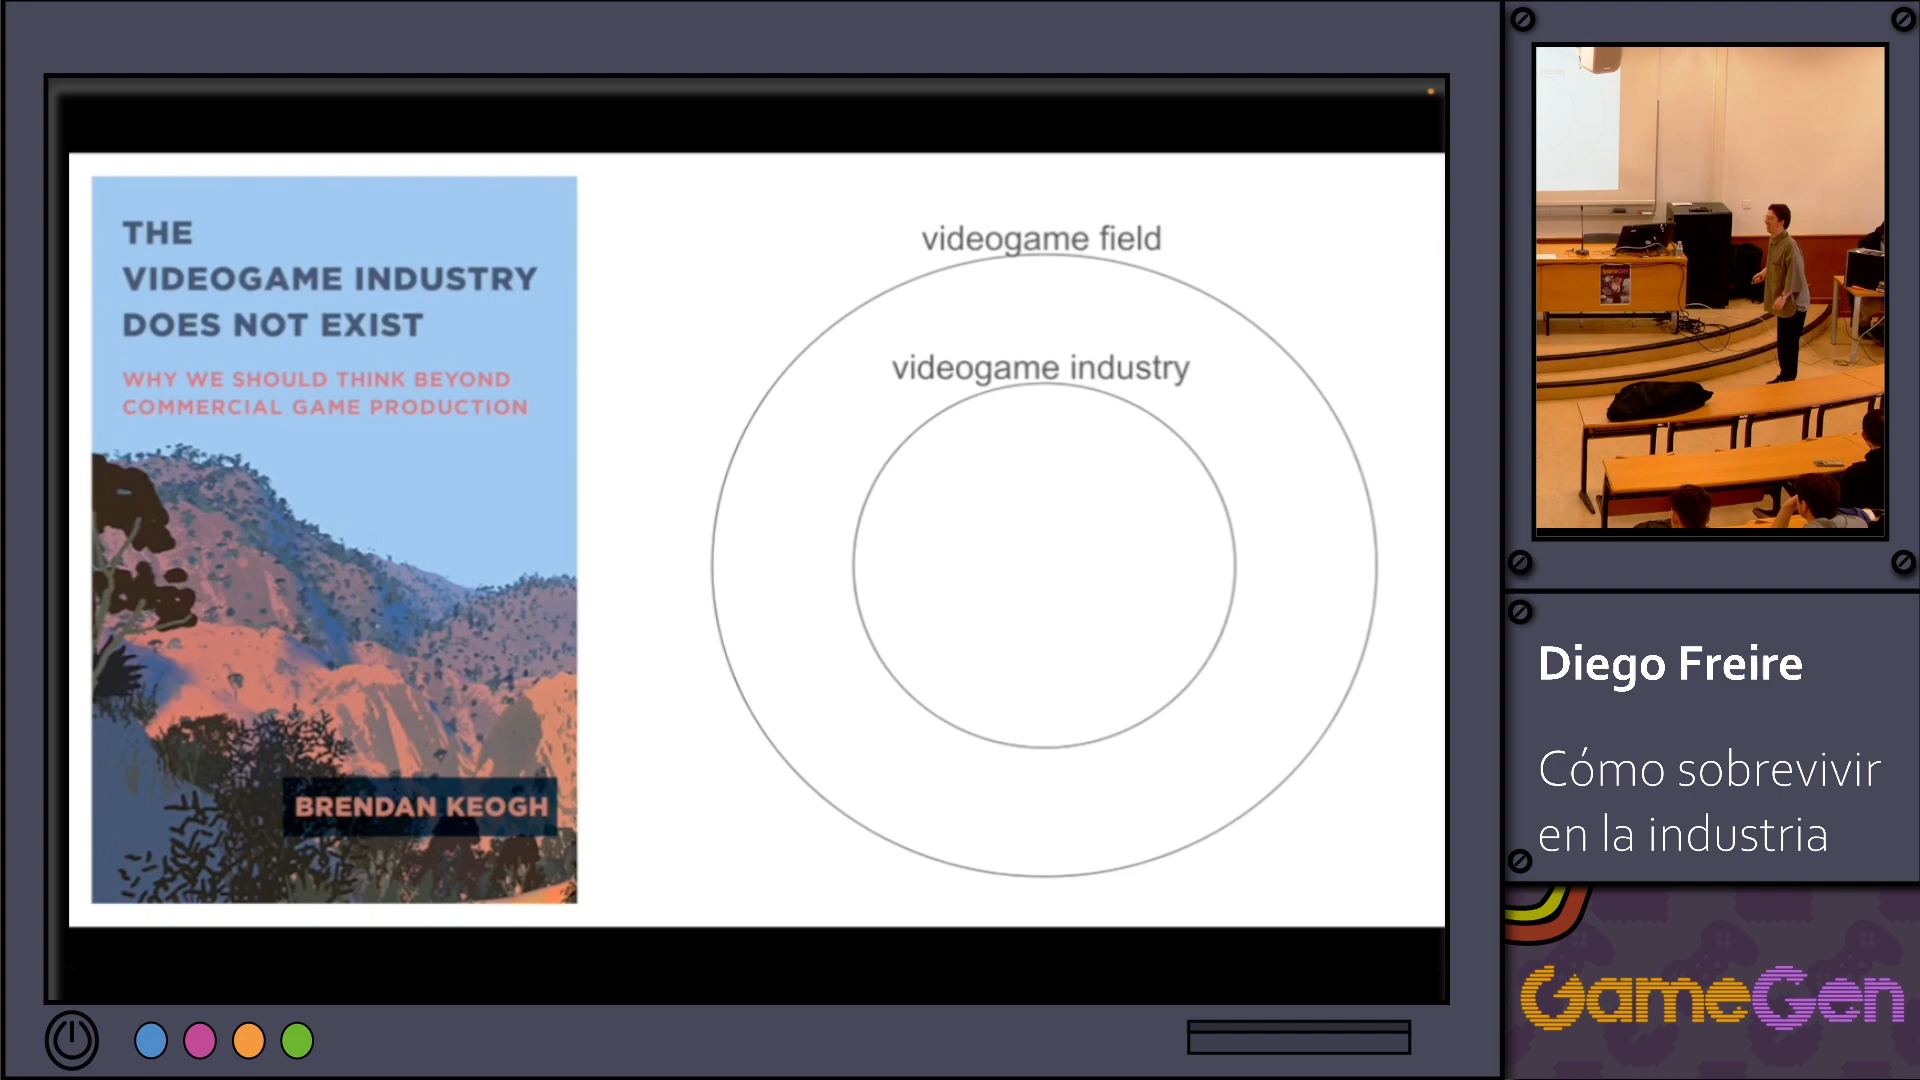 THE
VIDEOGAME INDUSTRY
DOES NOT EXIST
WHY WE SHOULD THINK BEYOND
COMMERCIAL GAME PRODUCTION
BRENDAN KEOGH
videogame field
videogame industry
Diego Freire
Cómo sobrevivir
en la industria
GameGen